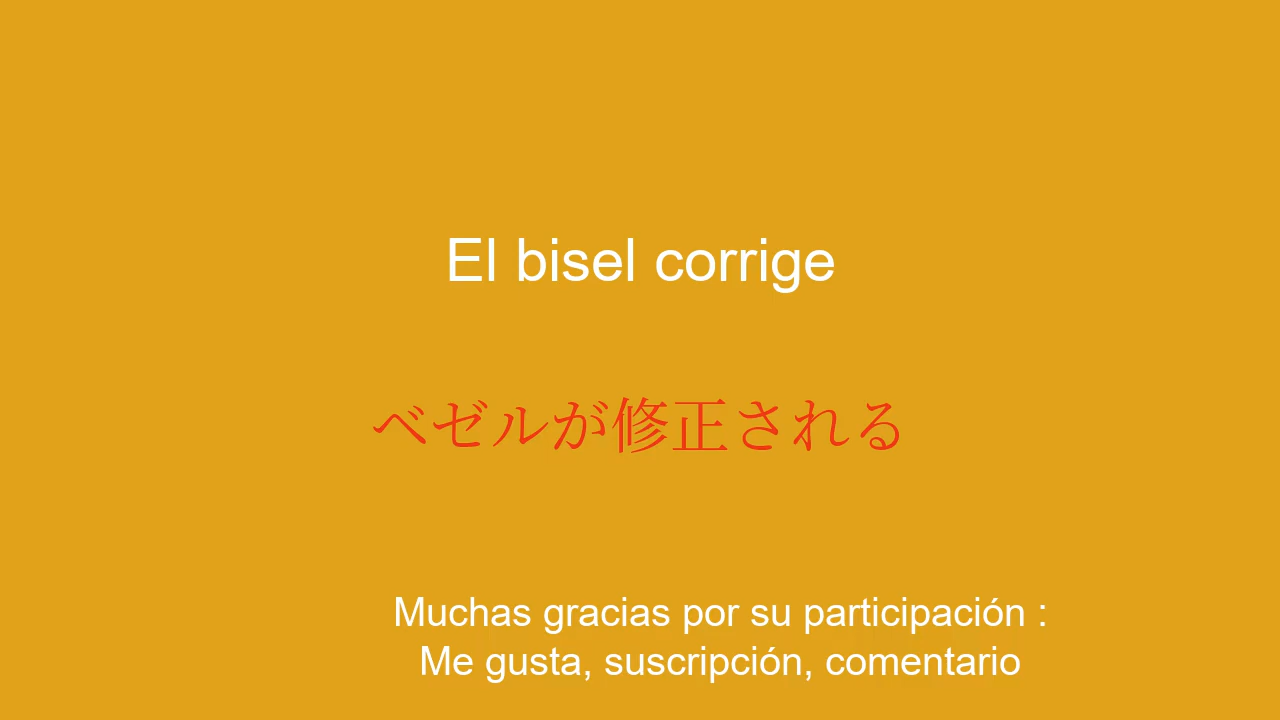 El bisel corrige
ベゼルが修正される
Muchas gracias por su participación :
Me gusta, suscripción, comentario